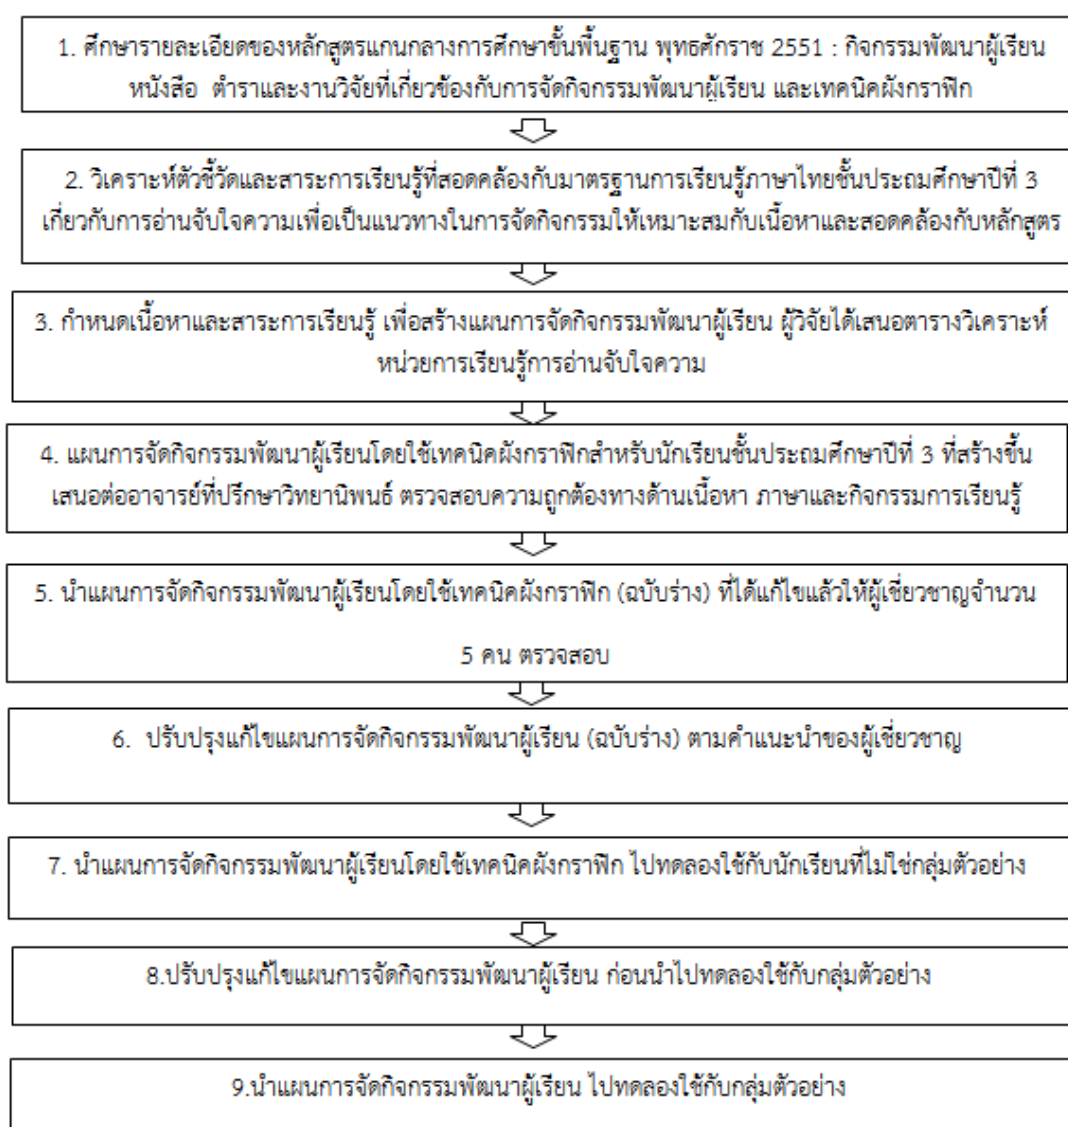 1. ศึกษารายละเอียดของหลักสูตรแกนกลางการศึกษาขั้นพื้นฐาน พุทธศักราช 2551 : กิจกรรมพัฒนาผู้เรียน
หนังสือ ตำราและงานวิจัยที่เกี่ยวข้องกับการจัดกิจกรรมพัฒนาผู้เรียน และเทคนิคผังกราฟิก
2. วิเคราะห์ตัวชี้วัดและสาระการเรียนรู้ที่สอดคล้องกับมาตรฐานการเรียนรู้ภาษาไทยชั้นประถมศึกษาปีที่ 3
เกี่ยวกับการอ่านจับใจความเพื่อเป็นแนวทางในการจัดกิจกรรมให้เหมาะสมกับเนื้อหาและสอดคล้องกับหลักสูตร
3. กำหนดเนื้อหาและสาระการเรียนรู้ เพื่อสร้างแผนการจัดกิจกรรมพัฒนาผู้เรียน ผู้วิจัยได้เสนอตารางวิเคราะห์
หน่วยการเรียนรู้การอ่านจับใจความ
4. แผนการจัดกิจกรรมพัฒนาผู้เรียนโดยใช้เทคนิคผังกราฟิกสำหรับนักเรียนชั้นประถมศึกษาปีที่ 3 ที่สร้างขึ้น
เสนอต่ออาจารย์ที่ปรึกษาวิทยานิพนธ์ ตรวจสอบความถูกต้องทางด้านเนื้อหา ภาษาและกิจกรรมการเรียนรู้
5. นำแผนการจัดกิจกรรมพัฒนาผู้เรียนโดยใช้เทคนิคผังกราฟิก (ฉบับร่าง) ที่ได้แก้ไขแล้วให้ผู้เชี่ยวชาญจำนวน
5 คน ตรวจสอบ
6. ปรับปรุงแก้ไขแผนการจัดกิจกรรมพัฒนาผู้เรียน (ฉบับร่าง) ตามคำแนะนำของผู้เชี่ยวชาญ
7. นำแผนการจัดกิจกรรมพัฒนาผู้เรียนโดยใช้เทคนิคผังกราฟิก ไปทดลองใช้กับนักเรียนที่ไม่ใช่กลุ่มตัวอย่าง
8.ปรับปรุงแก้ไขแผนการจัดกิจกรรมพัฒนาผู้เรียน ก่อนนำไปทดลองใช้กับกลุ่มตัวอย่าง
9.นำแผนการจัดกิจกรรมพัฒนาผู้เรียน ไปทดลองใช้กับกลุ่มตัวอย่าง